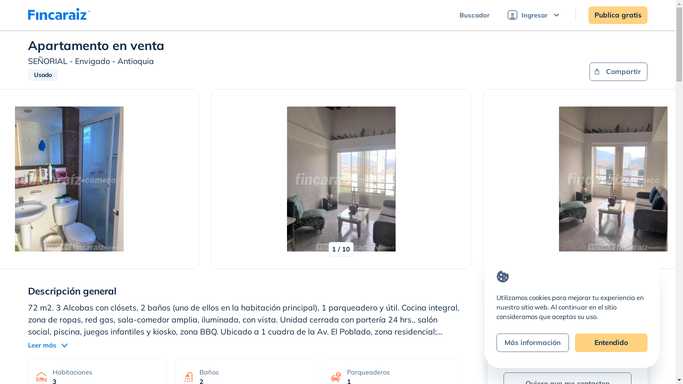 Fincaraiz
Buscador
Ingresar
Publica gratis
Apartamento en venta
SEÑORIAL - Envigado - Antioquia
Usado
Compartir
fincaraiz
fincaraiz
fincaraiz
1 / 10
Descripción general
72 m2. 3 Alcobas con clósets, 2 baños (uno de ellos en la habitación principal), 1 parqueadero y útil. Cocina integral,
zona de ropas, red gas, sala-comedor amplia, iluminada, con vista. Unidad cerrada con portería 24 hrs., salón
social, piscina, juegos infantiles y kiosko, zona BBQ. Ubicado a 1 cuadra de la Av. El Poblado, zona residencial;...
Leer más
Habitaciones
3
Baños
2
Parqueaderos
1
Utilizamos cookies para mejorar tu experiencia en
nuestro sitio web. Al continuar en el sitio
consideramos que aceptas su uso.
Más información
Entendido
Quiero que me contacten